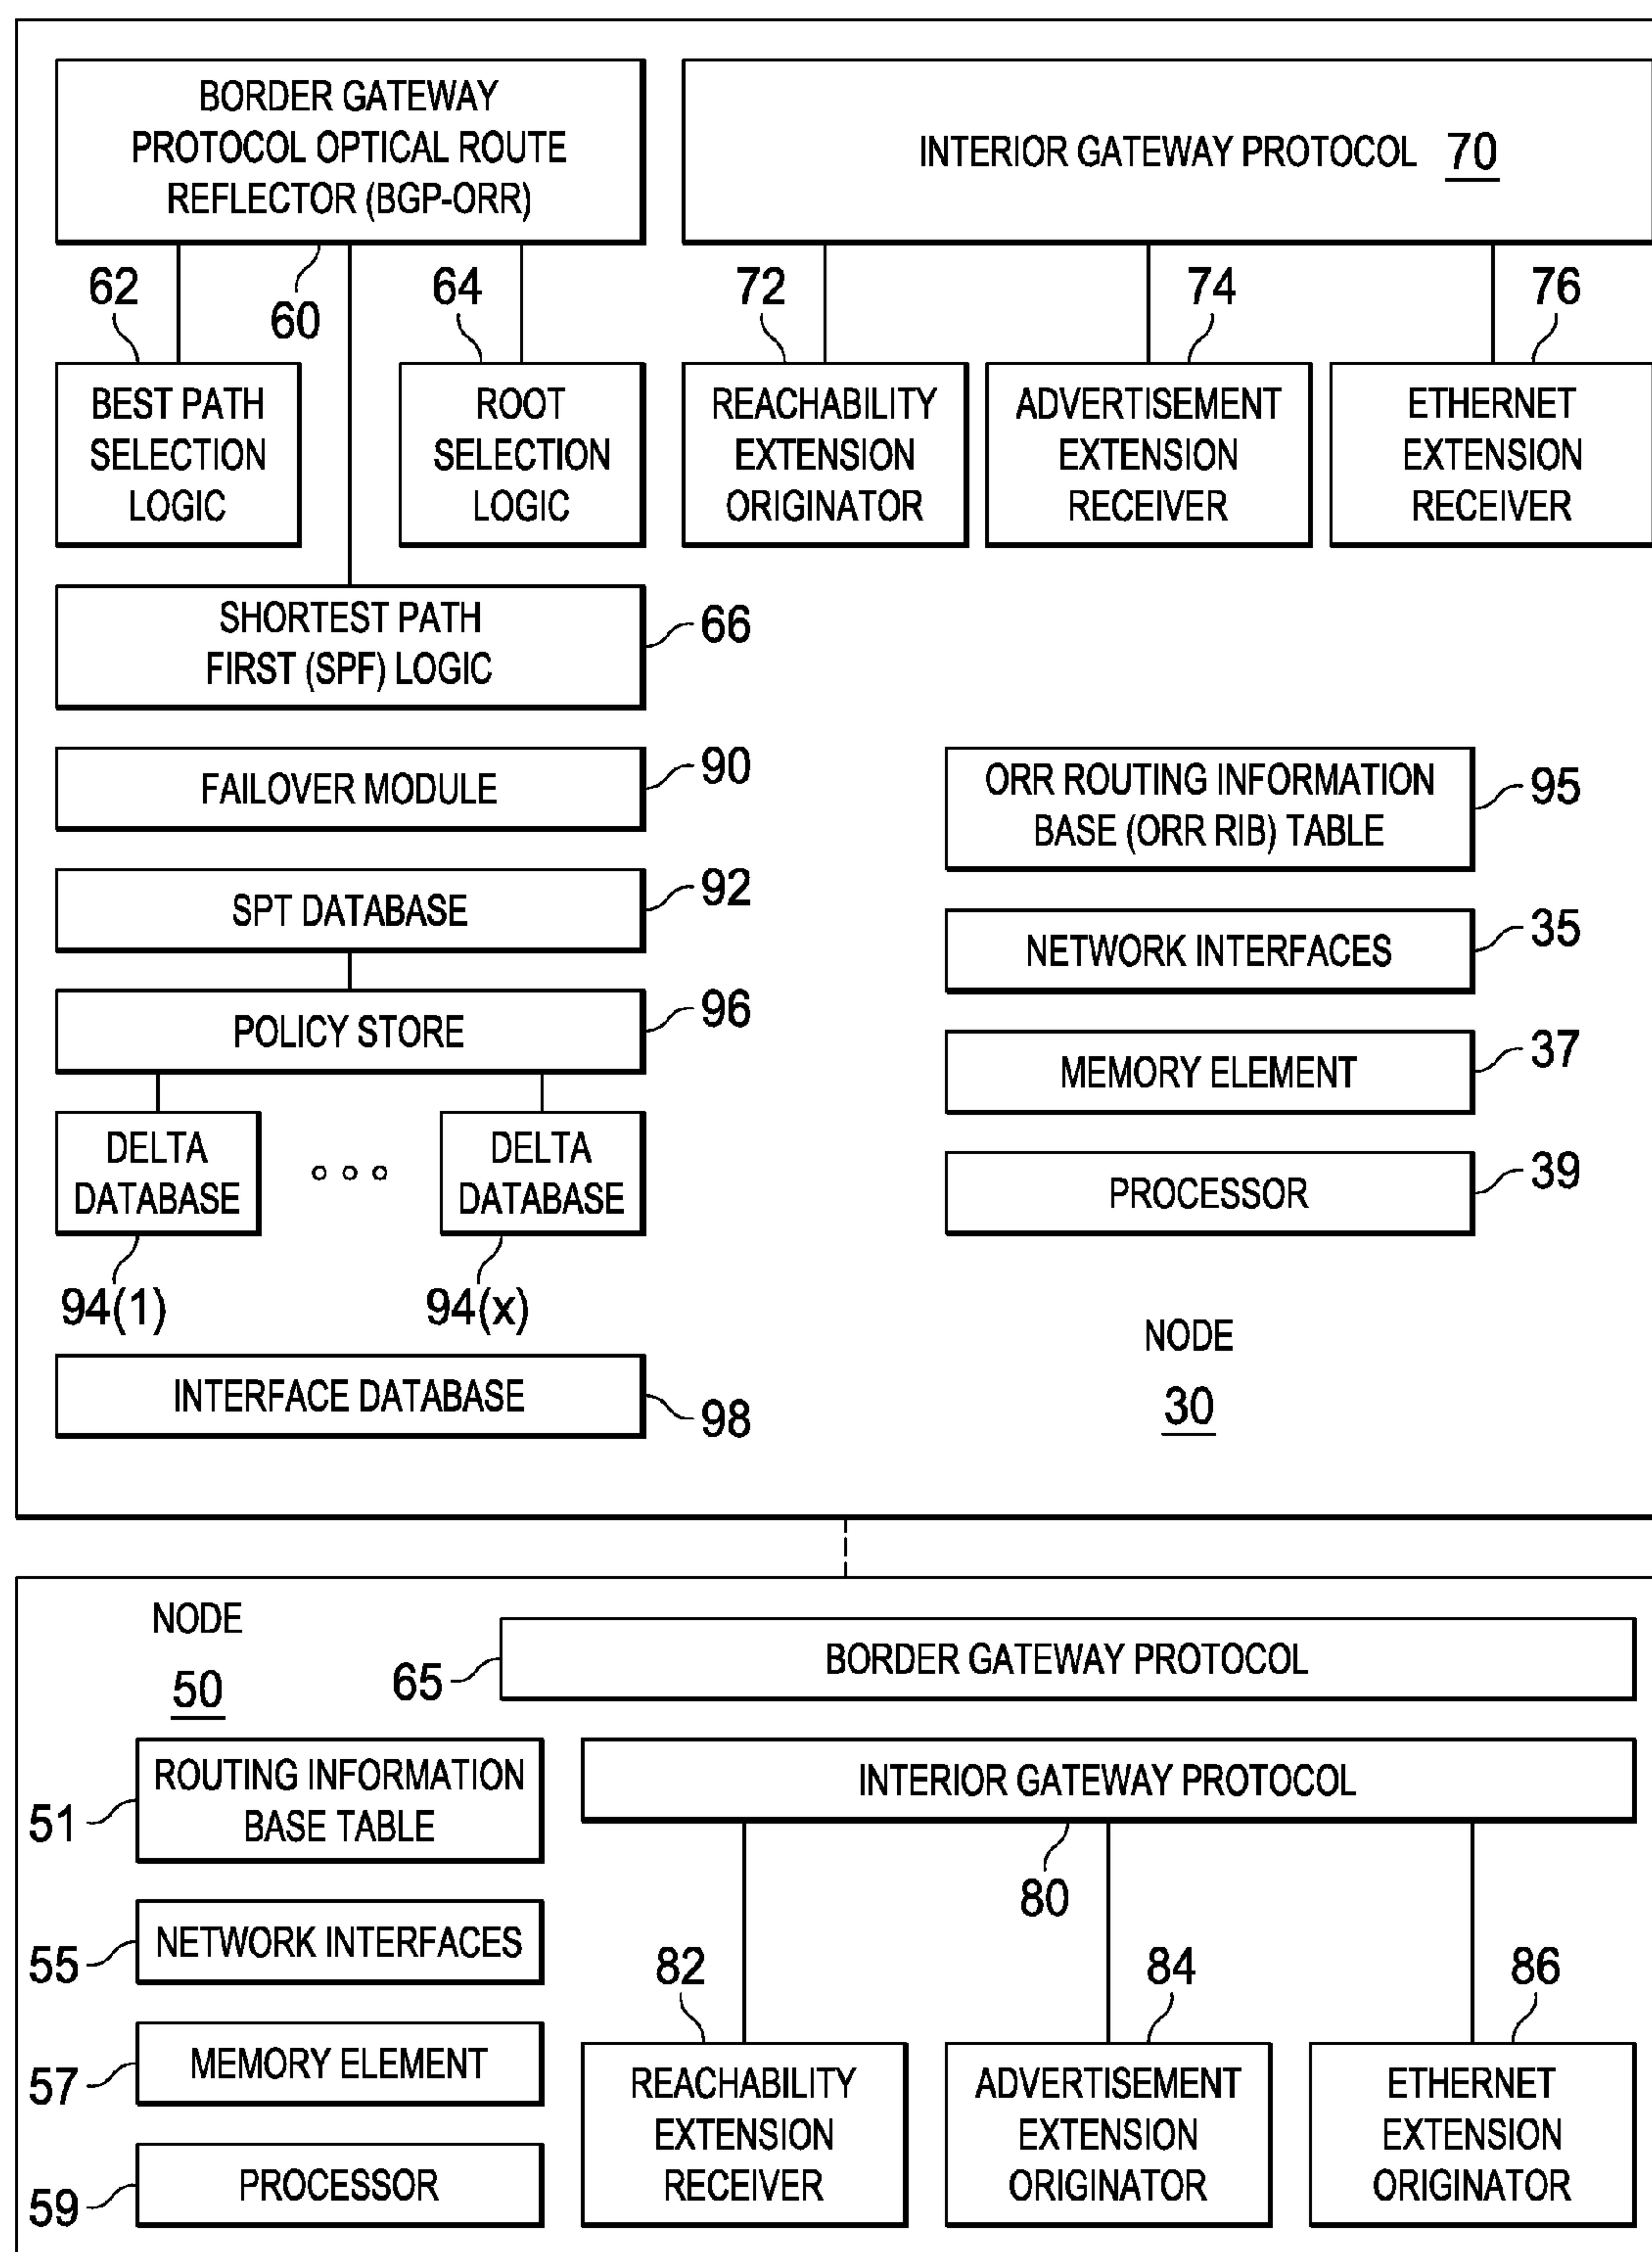 BORDER GATEWAY
PROTOCOL OPTICAL ROUTE
REFLECTOR (BGP-ORR)
INTERIOR GATEWAY PROTOCOL 70
62
60
64
72
74
76
BEST PATH
SELECTION
LOGIC
ROOT
SELECTION
LOGIC
REACHABILITY
EXTENSION
ORIGINATOR
ADVERTISEMENT
EXTENSION
RECEIVER
ETHERNET
EXTENSION
RECEIVER
SHORTEST PATH
FIRST (SPF) LOGIC
66
FAILOVER MODULE
90
ORR ROUTING INFORMATION
BASE (ORR RIB) TABLE
95
SPT DATABASE
92
NETWORK INTERFACES
35
POLICY STORE
96
MEMORY ELEMENT
37
DELTA
DATABASE
DELTA
DATABASE
PROCESSOR
39
94(1)
94(x)
NODE
30
INTERFACE DATABASE
98
NODE
50
BORDER GATEWAY PROTOCOL
65
ROUTING INFORMATION
BASE TABLE
51
INTERIOR GATEWAY PROTOCOL
80
NETWORK INTERFACES
55
82
84
86
MEMORY ELEMENT
57
REACHABILITY
EXTENSION
RECEIVER
ADVERTISEMENT
EXTENSION
ORIGINATOR
ETHERNET
EXTENSION
ORIGINATOR
PROCESSOR
59